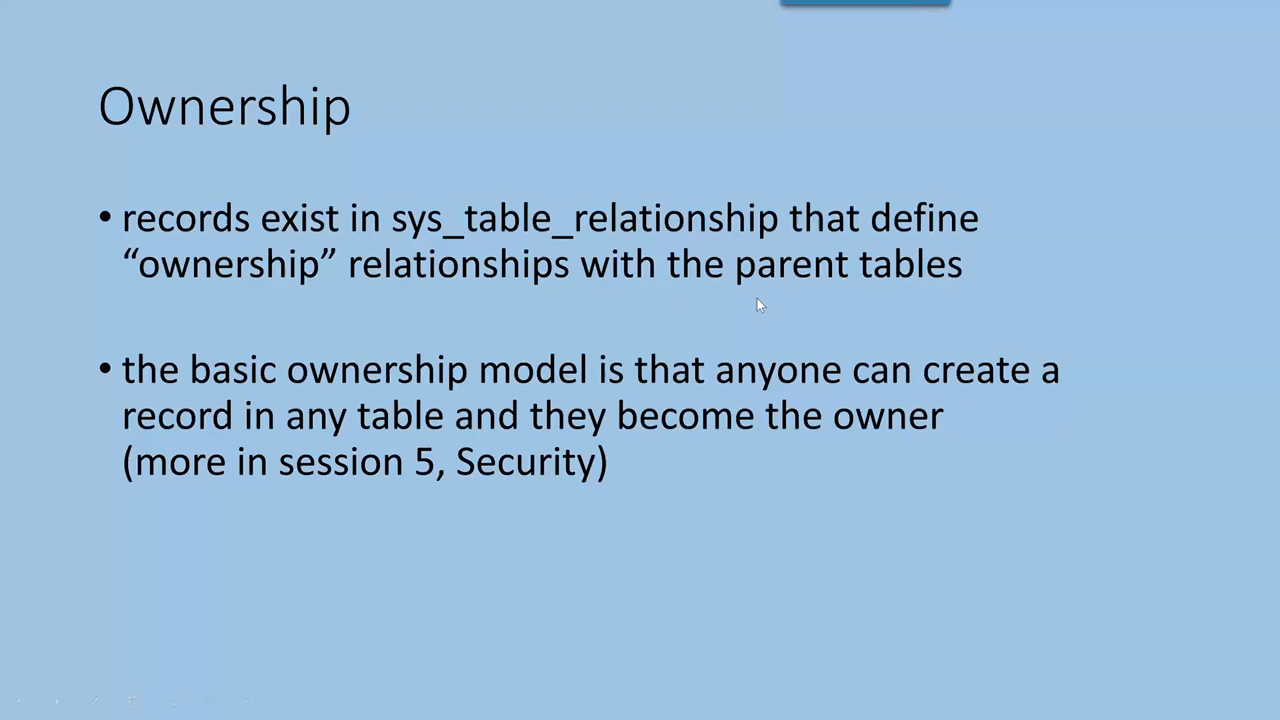 Ownership
• records exist in sys_table_relationship that define
“ownership” relationships with the parent tables
• the basic ownership model is that anyone can create a
record in any table and they become the owner
(more in session 5, Security)